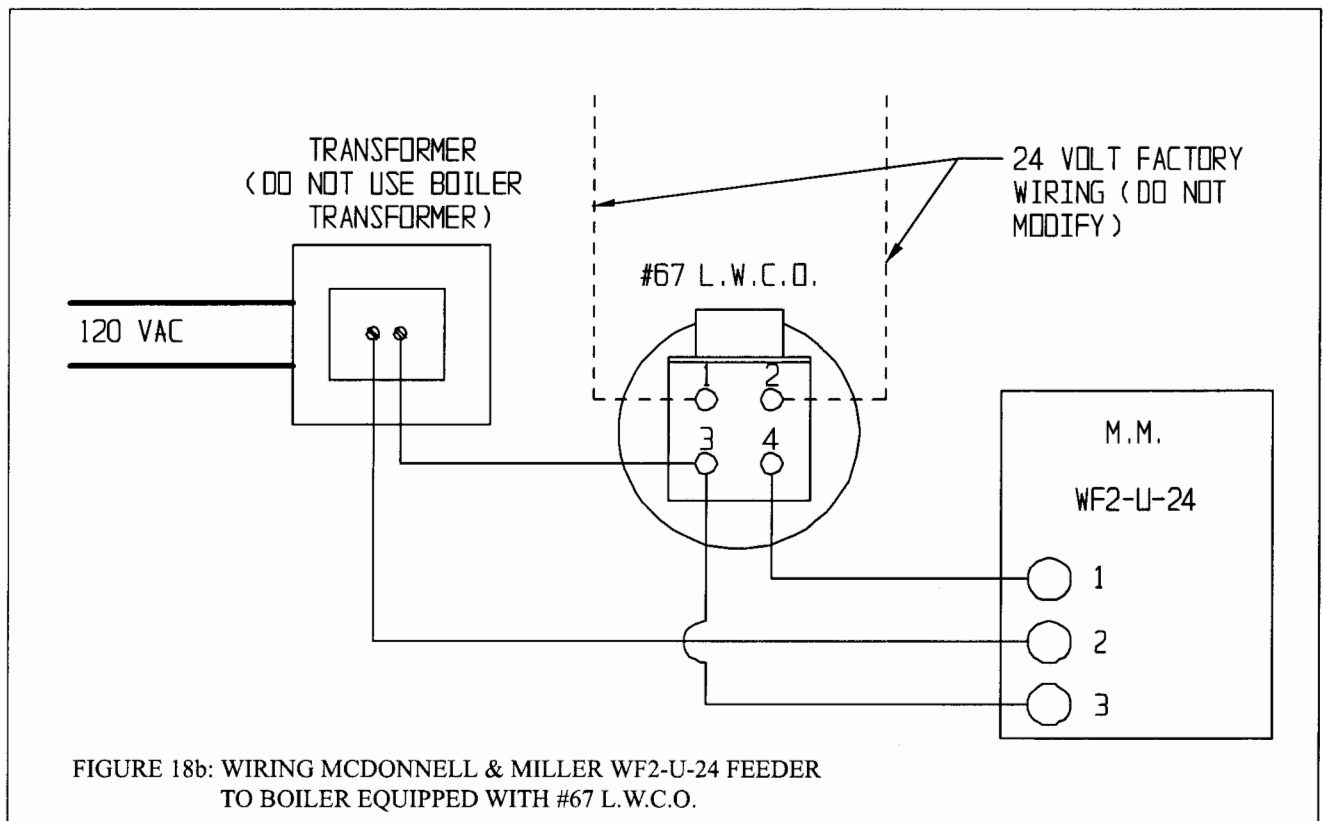 TRANSFORMER
(DO NOT USE BOILER
TRANSFORMER)
24 VOLT FACTORY
WIRING (DO NOT
MODIFY)
#67 L.W.C.O.
120 VAC
1 2
3 4
M.M.
WF2-U-24
1
2
3
FIGURE 18b: WIRING MCDONNELL & MILLER WF2-U-24 FEEDER
TO BOILER EQUIPPED WITH #67 L.W.C.O.